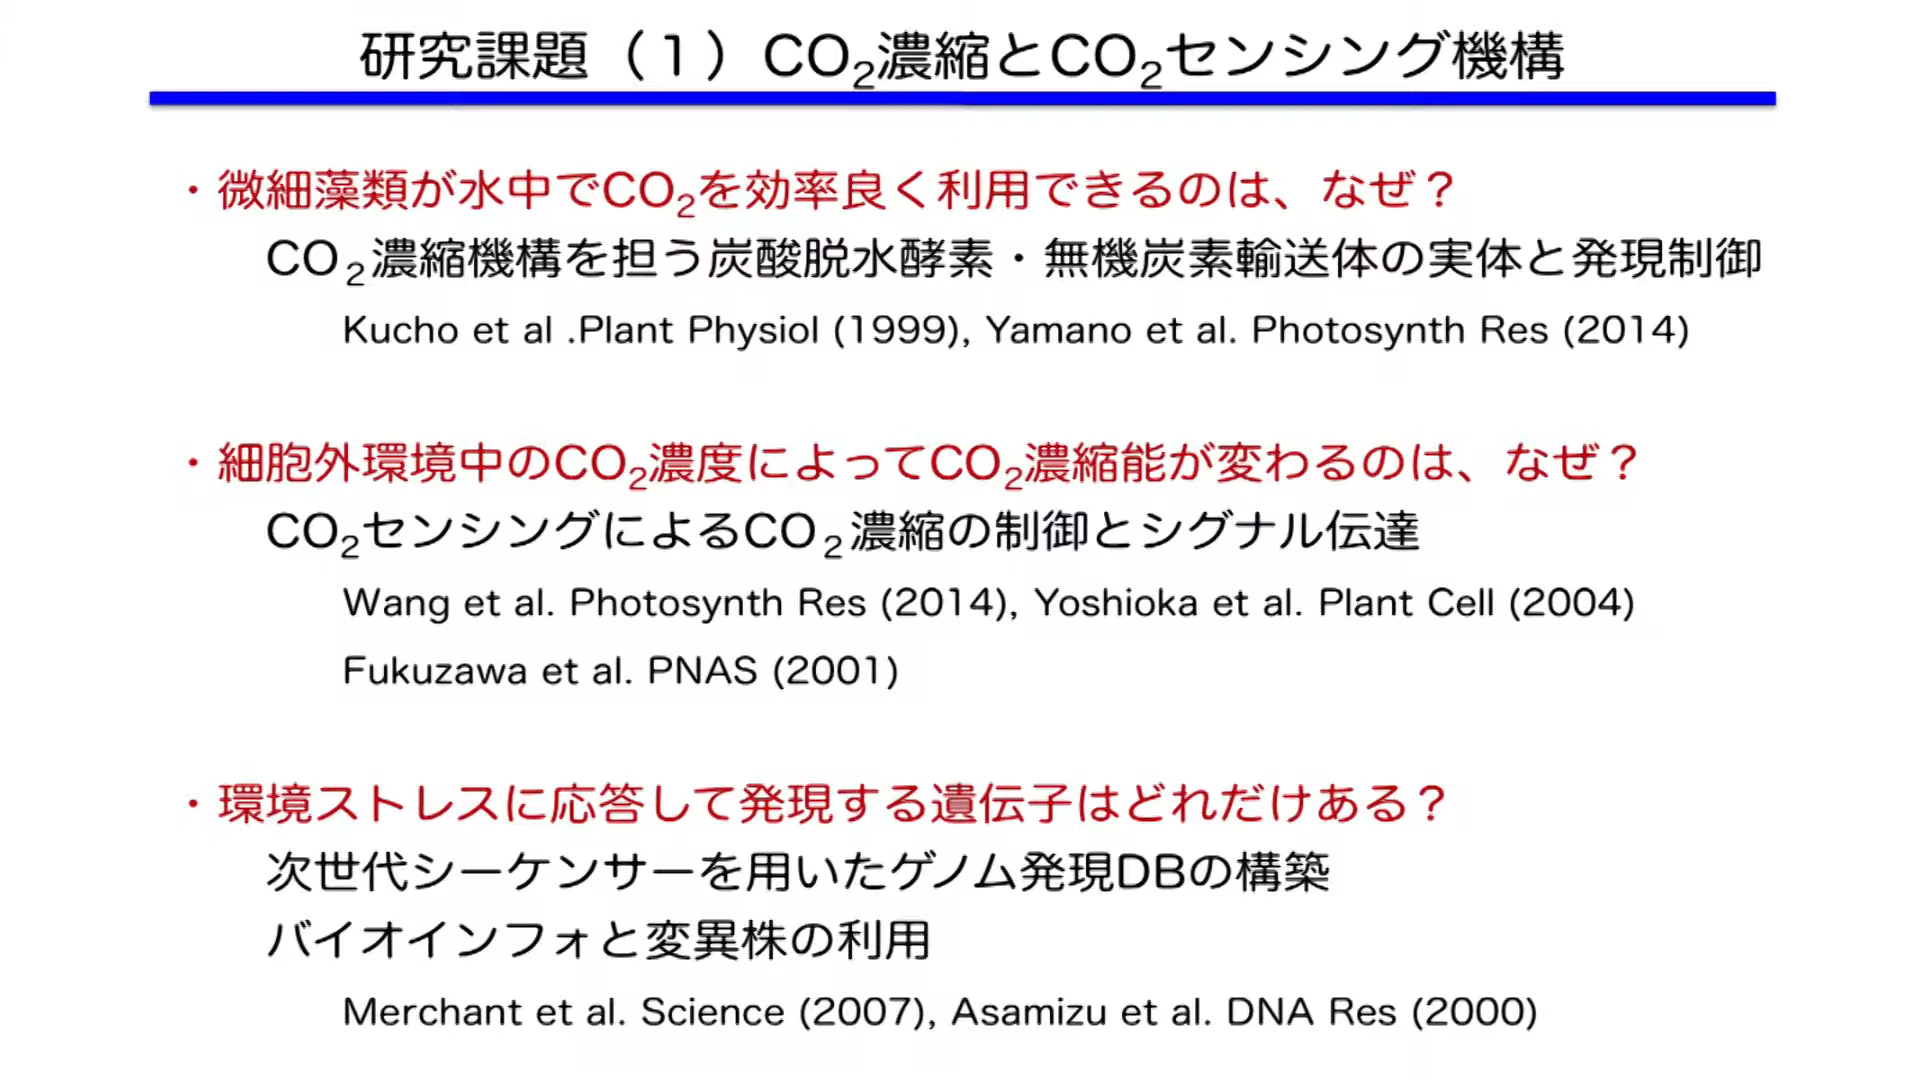 研究課題（１）CO₂濃縮とCO₂センシング機構
・微細藻類が水中でCO₂を効率良く利用できるのは、なぜ？
CO₂濃縮機構を担う炭酸脱水酵素・無機炭素輸送体の実体と発現制御
Kucho et al .Plant Physiol (1999), Yamano et al. Photosynth Res (2014)
・細胞外環境中のCO₂濃度によってCO₂濃縮能が変わるのは、なぜ？
CO₂センシングによるCO₂濃縮の制御とシグナル伝達
Wang et al. Photosynth Res (2014), Yoshioka et al. Plant Cell (2004)
Fukuzawa et al. PNAS (2001)
・環境ストレスに応答して発現する遺伝子はどれだけある？
次世代シーケンサーを用いたゲノム発現DBの構築
バイオインフォと変異株の利用
Merchant et al. Science (2007), Asamizu et al. DNA Res (2000)